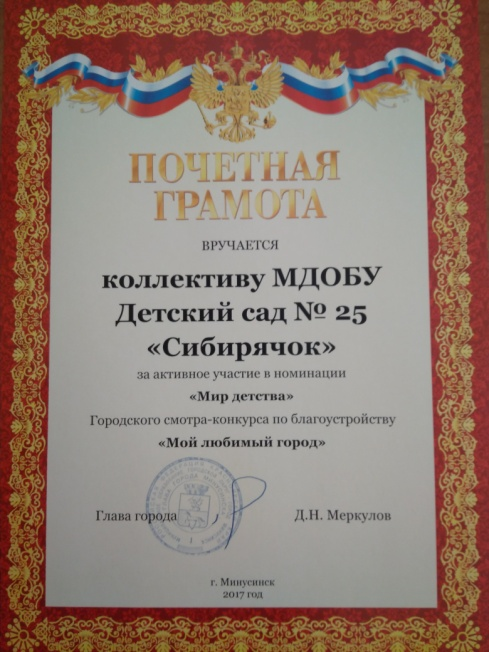 ПОЧЕТНАЯ
ГРАМОТА
ВРУЧАЕТСЯ
коллективу МДОБУ
Детский сад № 25
«Сибирячок»
за активное участие в номинации
«Мир детства»
Городского смотра-конкурса по благоустройству
«Мой любимый город»
Глава города
Д.Н. Меркулов
г. Минусинск
2017 год